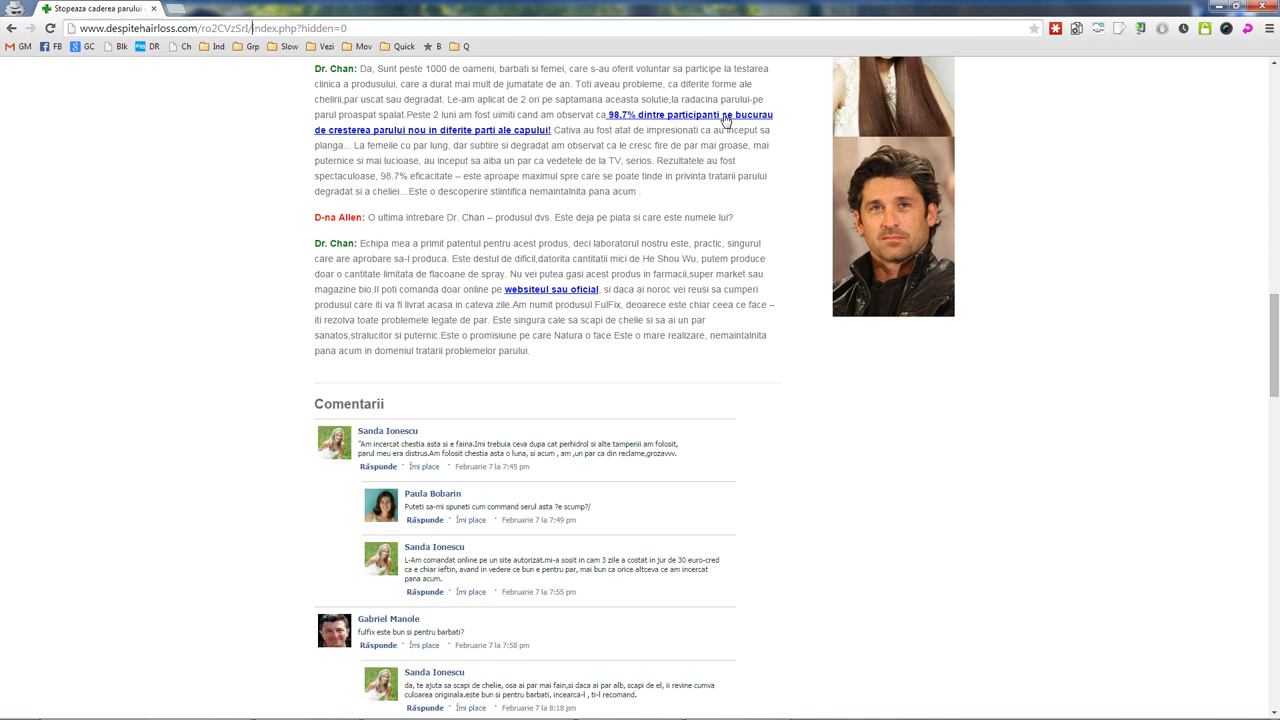 Stopeaza caderea parului
www.despitehairloss.com/ro2CVzSrI/index.php?hidden=0
GM FB GC Blk DR Ch Grp Slow Vezi Mov Quick B Q
Dr. Chan: Da, Sunt peste 1000 de oameni, barbati si femei, care s-au oferit voluntar sa participe la testarea
clinica a produsului, care a durat mai mult de jumatate de an. Toti aveau probleme, ca diferite forme ale
chelirii,par uscat sau degradat. Le-am aplicat de 2 ori pe saptamana aceasta solutie,la radacina parului-pe
parul proaspat spalat.Peste 2 luni am fost uimiti cand am observat ca 98.7% dintre participanti se bucurau
de cresterea parului nou in diferite parti ale capului! Cativa au fost atat de impresionati ca au inceput sa
planga... La femeile cu par lung, dar subtire si degradat am observat ca le cresc fire de par mai groase, mai
puternice si mai lucioase, au inceput sa aiba un par ca vedetele de la TV, serios. Rezultatele au fost
spectaculoase, 98.7% eficacitate – este aproape maximul spre care se poate tinde in privinta tratarii parului
degradat si a cheliei...Este o descoperire stiintifica nemaintalnita pana acum .
D-na Allen: O ultima intrebare Dr. Chan – produsul dvs. Este deja pe piata si care este numele lui?
Dr. Chan: Echipa mea a primit patentul pentru acest produs, deci laboratorul nostru este, practic, singurul
care are aprobare sa-l produca. Este destul de dificil,datorita cantitatii mici de He Shou Wu, putem produce
doar o cantitate limitata de flacoane de spray. Nu vei putea gasi acest produs in farmacii,super market sau
magazine bio.Il poti comanda doar online pe websiteul sau oficial, si daca ai noroc vei reusi sa cumperi
produsul care iti va fi livrat acasa in cateva zile.Am numit produsul FulFix, deoarece este chiar ceea ce face –
iti rezolva toate problemele legate de par. Este singura cale sa scapi de chelie si sa ai un par
sanatos,stralucitor si puternic.Este o promisiune pe care Natura o face.Este o mare realizare, nemaintalnita
pana acum in domeniul tratarii problemelor parului.
Comentarii
Sanda Ionescu
"Am incercat chestia asta si e faina.Imi trebuia ceva dupa cat perhidrol si alte tampenii am folosit,
parul meu era distrus.Am folosit chestia asta o luna, si acum , am ,un par ca din reclame,grozavvv.
Răspunde · Îmi place · Februarie 7 la 7:45 pm
Paula Bobarin
Puteti sa-mi spuneti cum command serul asta ?e scump?/
Răspunde · Îmi place · Februarie 7 la 7:49 pm
Sanda Ionescu
L-Am comandat online pe un site autorizat.mi-a sosit in cam 3 zile a costat in jur de 30 euro-cred
ca e chiar ieftin, avand in vedere ce bun e pentru par, mai bun ca orice altceva ce am incercat
pana acum.
Răspunde · Îmi place · Februarie 7 la 7:55 pm
Gabriel Manole
fulfix este bun si pentru barbati?
Răspunde · Îmi place · Februarie 7 la 7:58 pm
Sanda Ionescu
da, te ajuta sa scapi de chelie, osa ai par mai fain,si daca ai par alb, scapi de el, ii revine cumva
culoarea originala.este bun si pentru barbati, incearca-l , ti-l recomand.
Răspunde · Îmi place · Februarie 7 la 8:18 pm